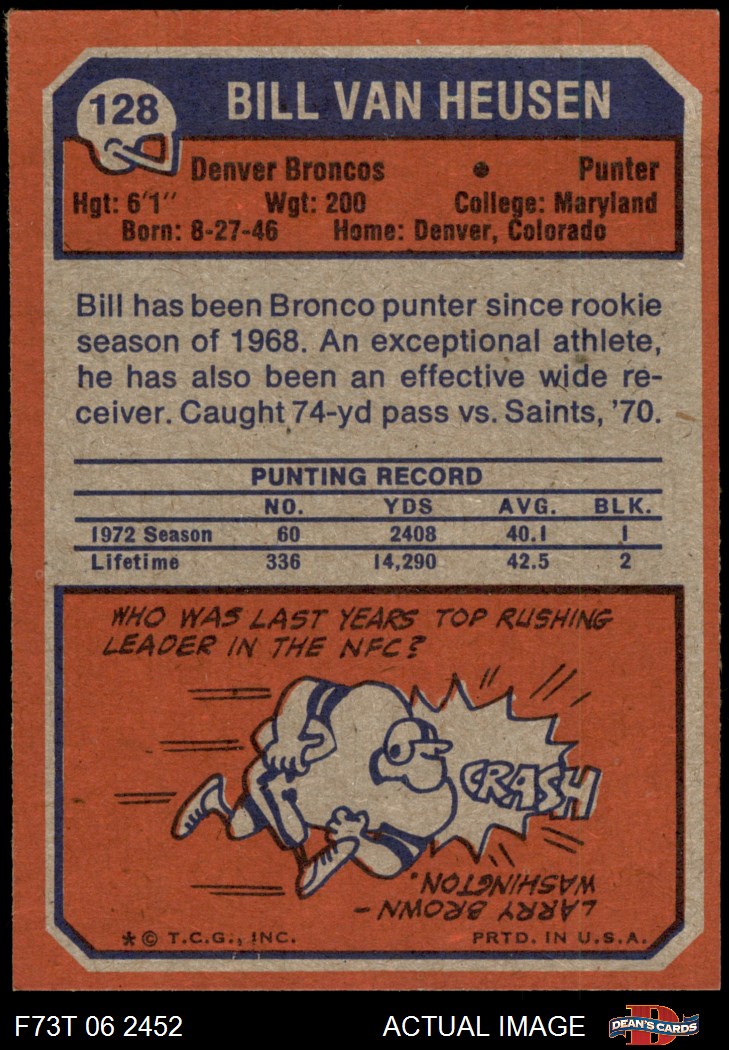 128
BILL VAN HEUSEN
Denver Broncos • Punter
Hgt: 6'1" Wgt: 200 College: Maryland
Born: 8-27-46 Home: Denver, Colorado
Bill has been Bronco punter since rookie
season of 1968. An exceptional athlete,
he has also been an effective wide re-
ceiver. Caught 74-yd pass vs. Saints, '70.
PUNTING RECORD
NO. YDS AVG. BLK.
1972 Season 60 2408 40.1 1
Lifetime 336 14,290 42.5 2
WHO WAS LAST YEARS TOP RUSHING
LEADER IN THE NFC?
CRASH
LARRY BROWN -
WASHINGTON.
* © T.C.G., INC. PRTD. IN U.S.A.
F73T 06 2452 ACTUAL IMAGE
D
DEAN'S CARDS